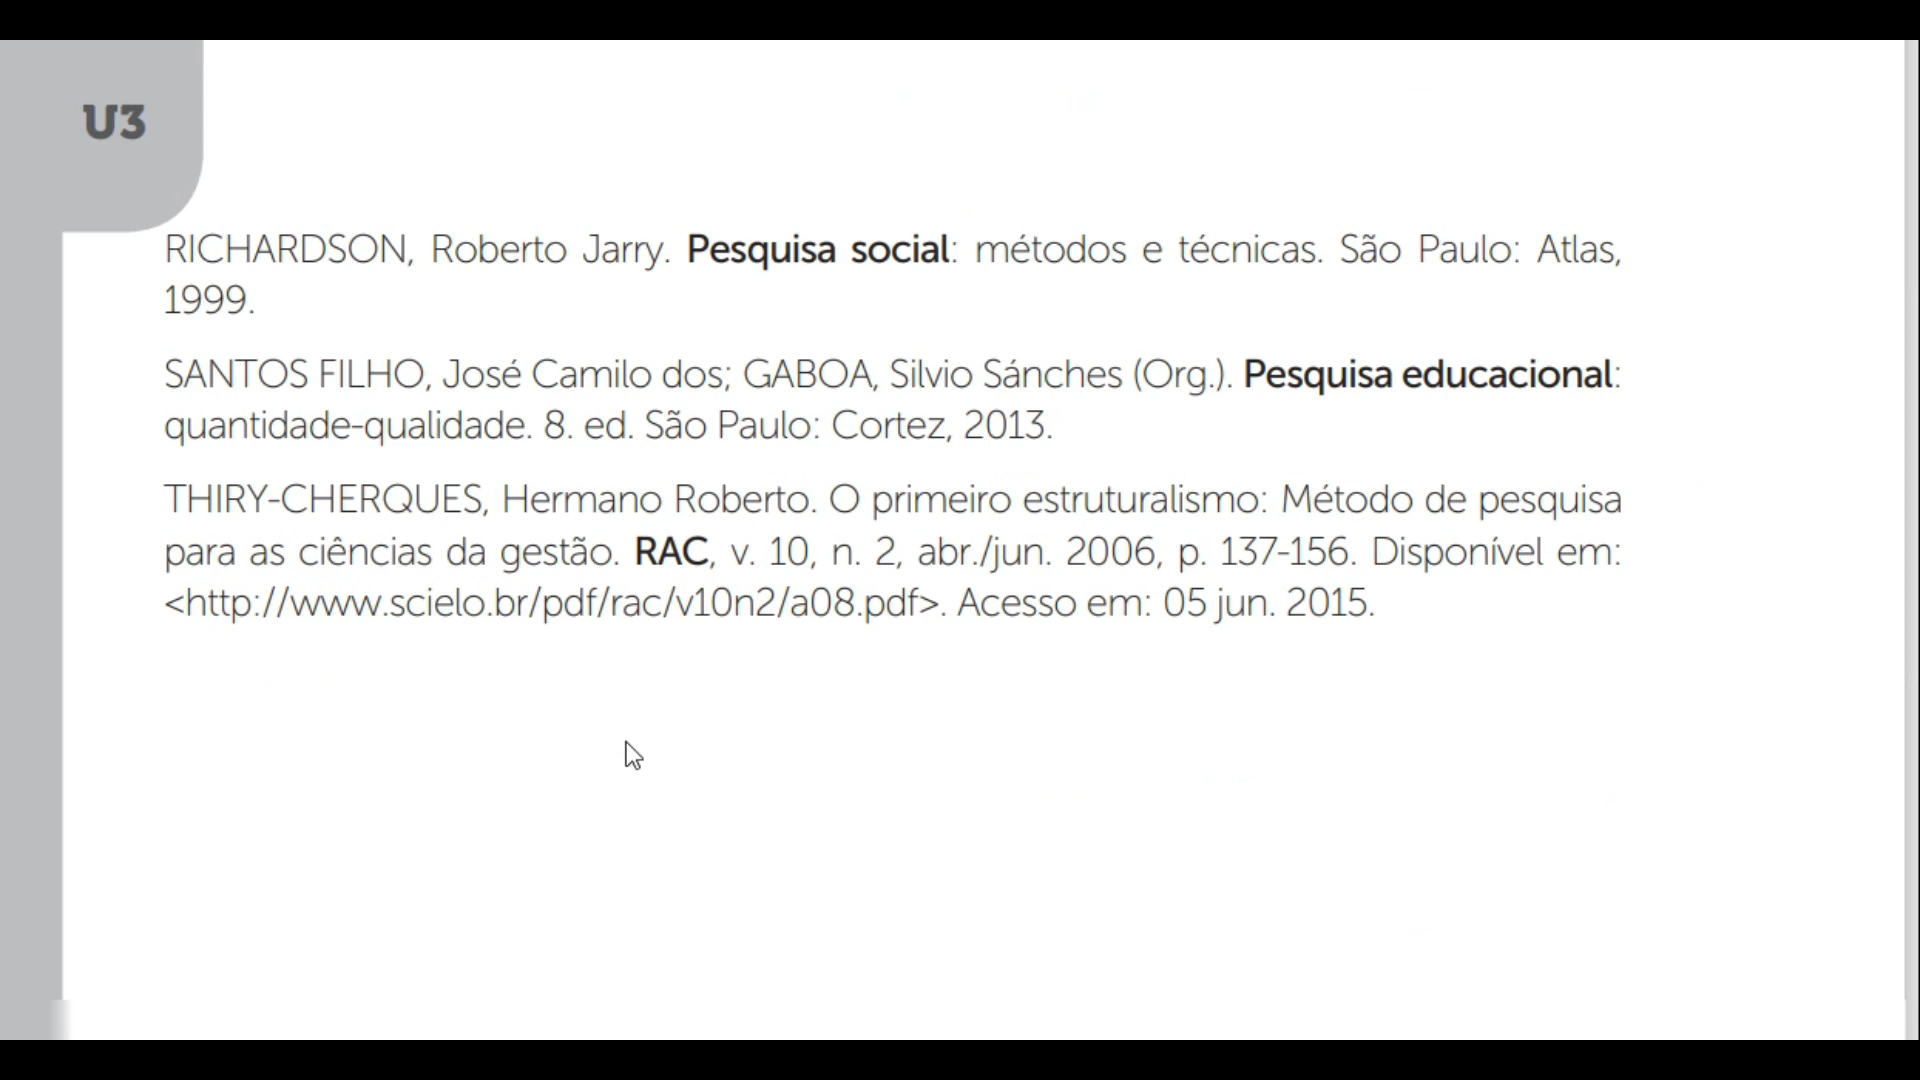 U3
RICHARDSON, Roberto Jarry. Pesquisa social: métodos e técnicas. São Paulo: Atlas,
1999.
SANTOS FILHO, José Camilo dos; GABOA, Silvio Sánches (Org.). Pesquisa educacional:
quantidade-qualidade. 8. ed. São Paulo: Cortez, 2013.
THIRY-CHERQUES, Hermano Roberto. O primeiro estruturalismo: Método de pesquisa
para as ciências da gestão. RAC, v. 10, n. 2, abr./jun. 2006, p. 137-156. Disponível em:
<http://www.scielo.br/pdf/rac/v10n2/a08.pdf>. Acesso em: 05 jun. 2015.